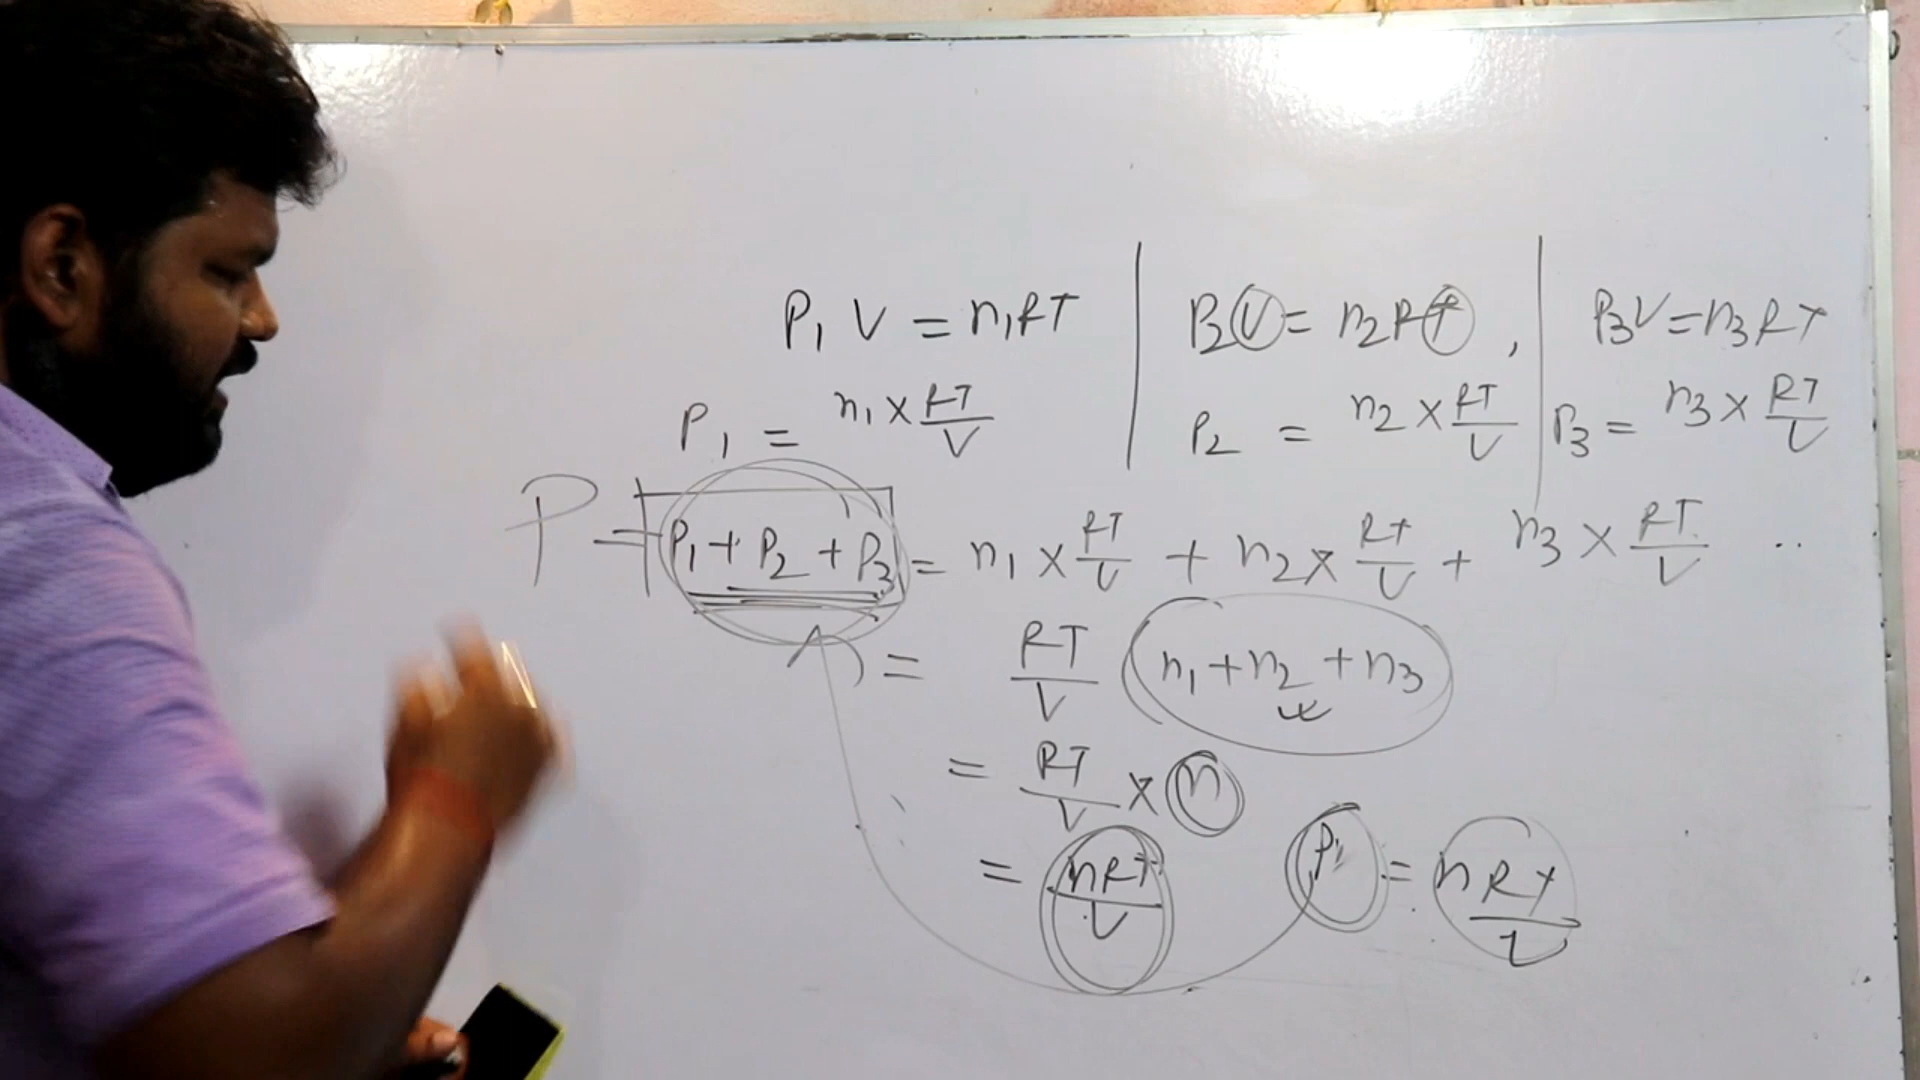 P₁ V = n₁RT | P₂V = n₂RT , | P₃V = n₃RT
P₁ = n₁ × RT/V | P₂ = n₂ × RT/V | P₃ = n₃ × RT/V
P = P₁ + P₂ + P₃ = n₁ × RT/V + n₂ × RT/V + n₃ × RT/V ..
= RT/V (n₁ + n₂ + n₃
= RT/V × n
= nRT/V P = nRT/V